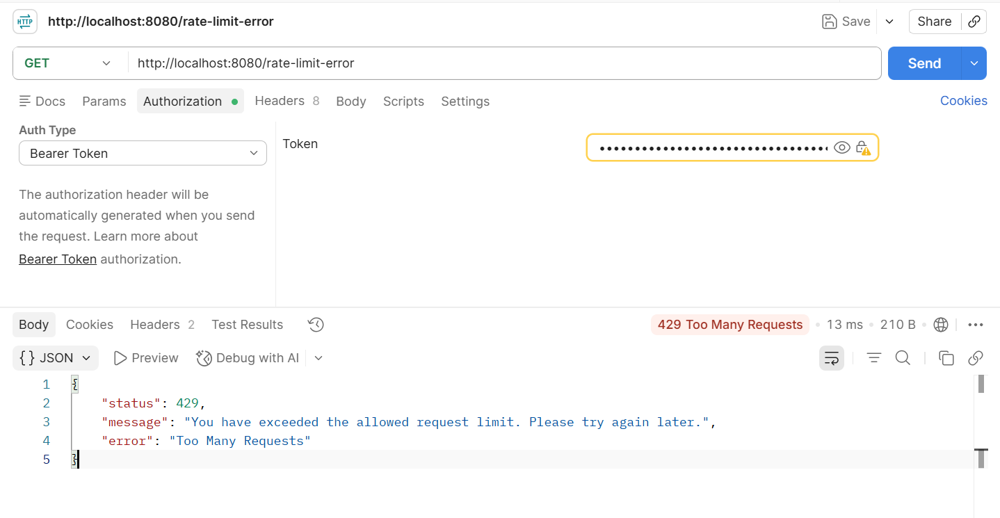 HTTP http://localhost:8080/rate-limit-error Save Share
GET http://localhost:8080/rate-limit-error Send
Docs Params Authorization Headers 8 Body Scripts Settings Cookies
Auth Type
Bearer Token
Token ••••••••••••••••••••••••••••••••
The authorization header will be
automatically generated when you send
the request. Learn more about
Bearer Token authorization.
Body Cookies Headers 2 Test Results 429 Too Many Requests 13 ms 210 B
{} JSON Preview Debug with AI
1 {
2 "status": 429,
3 "message": "You have exceeded the allowed request limit. Please try again later.",
4 "error": "Too Many Requests"
5 }